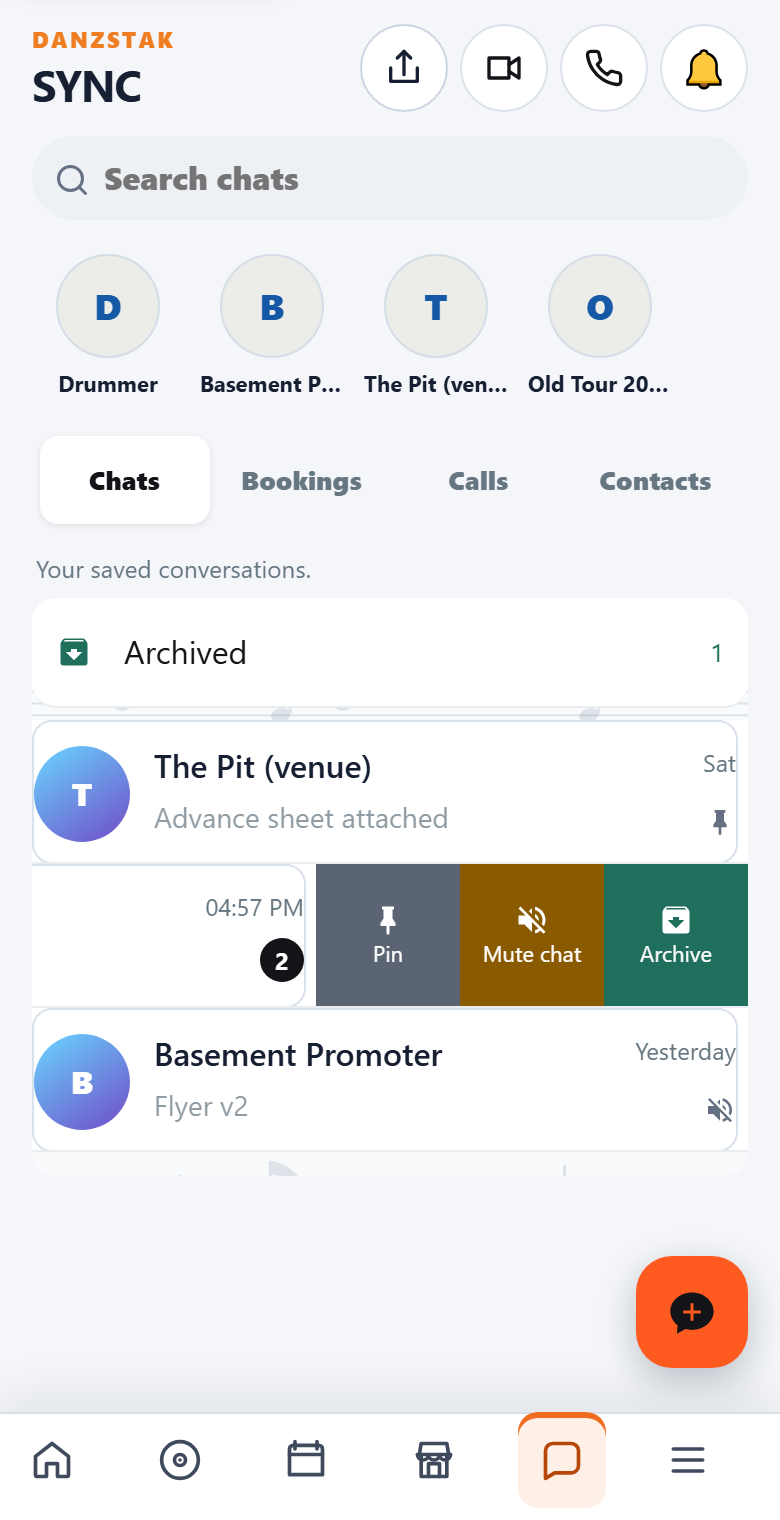 DANZSTAK
SYNC
Search chats
D
B
T
O
Drummer
Basement P...
The Pit (ven...
Old Tour 20...
Chats
Bookings
Calls
Contacts
Your saved conversations.
Archived
1
T
The Pit (venue)
Sat
Advance sheet attached
04:57 PM
2
Pin
Mute chat
Archive
B
Basement Promoter
Yesterday
Flyer v2